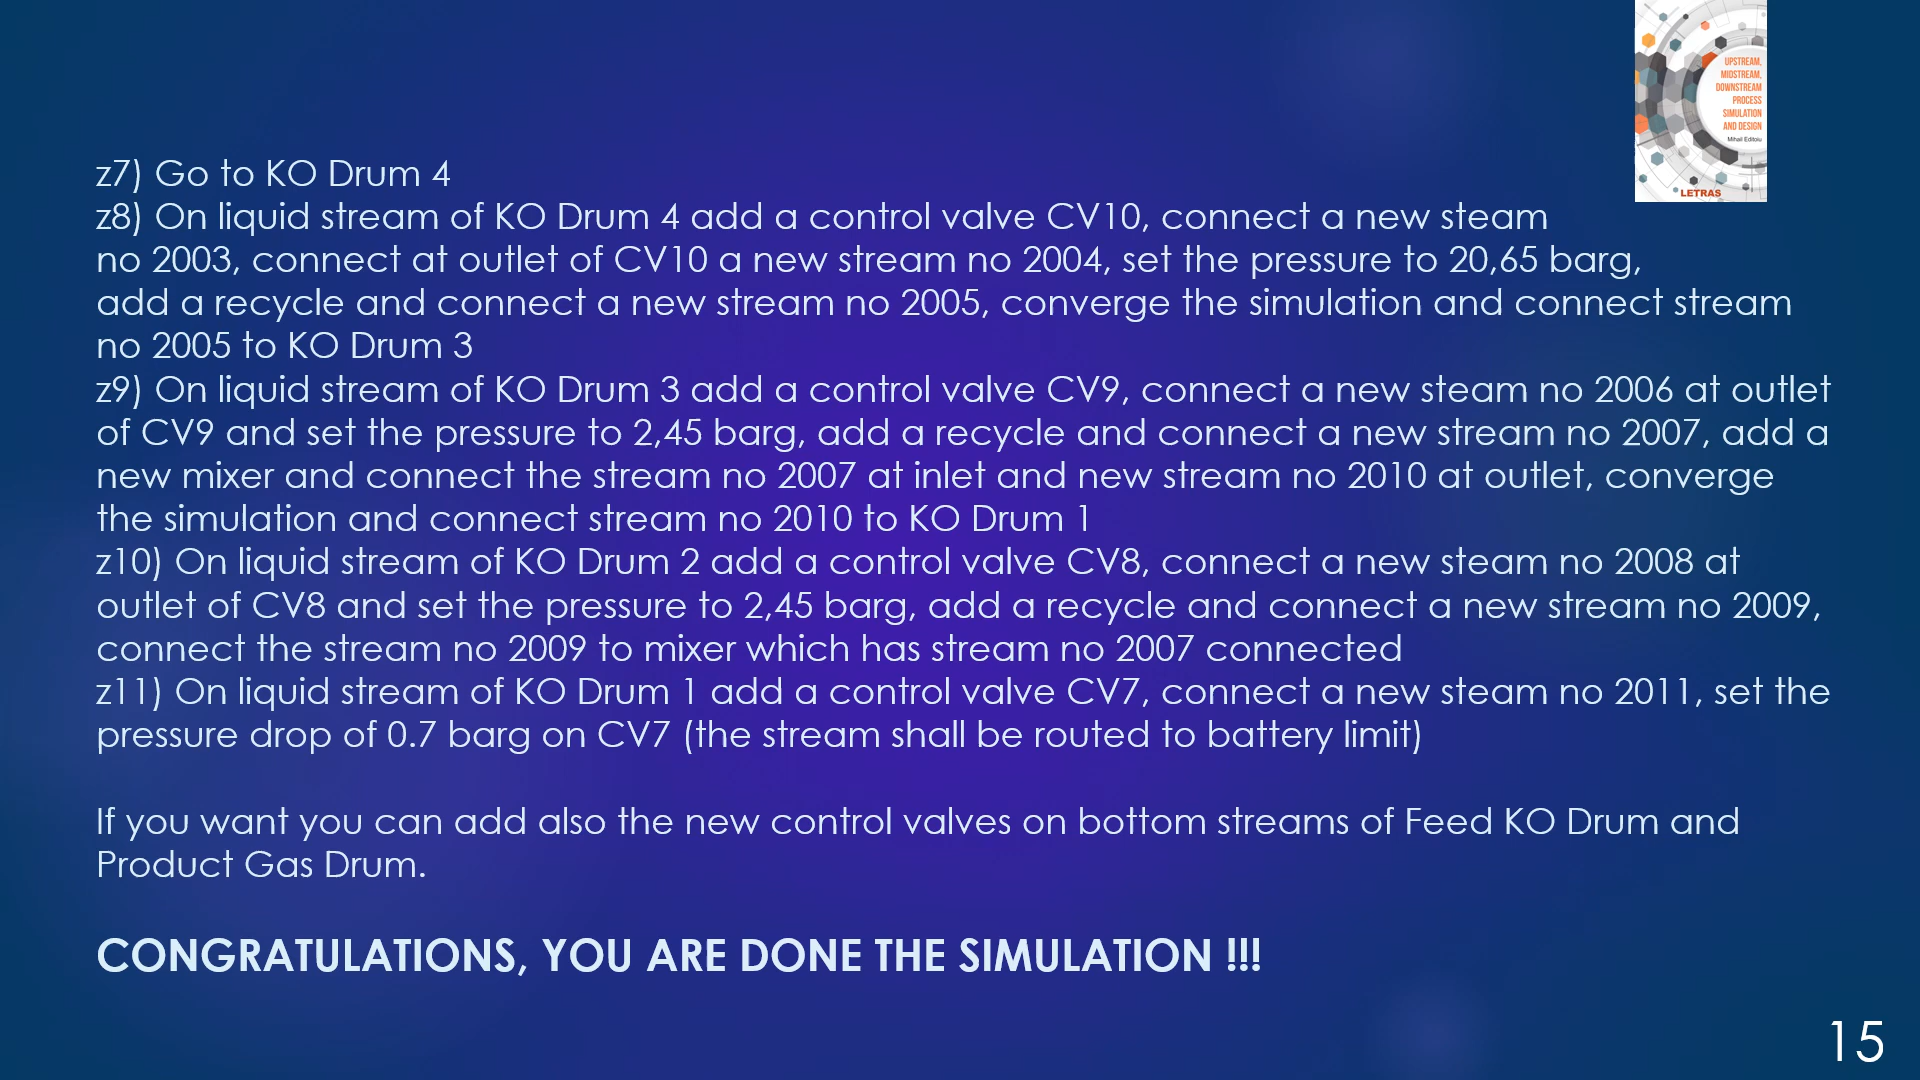 UPSTREAM,
MIDSTREAM,
DOWNSTREAM
PROCESS
SIMULATION
AND DESIGN
Mihail Editoiu
LETRAS
z7) Go to KO Drum 4
z8) On liquid stream of KO Drum 4 add a control valve CV10, connect a new steam
no 2003, connect at outlet of CV10 a new stream no 2004, set the pressure to 20,65 barg,
add a recycle and connect a new stream no 2005, converge the simulation and connect stream
no 2005 to KO Drum 3
z9) On liquid stream of KO Drum 3 add a control valve CV9, connect a new steam no 2006 at outlet
of CV9 and set the pressure to 2,45 barg, add a recycle and connect a new stream no 2007, add a
new mixer and connect the stream no 2007 at inlet and new stream no 2010 at outlet, converge
the simulation and connect stream no 2010 to KO Drum 1
z10) On liquid stream of KO Drum 2 add a control valve CV8, connect a new steam no 2008 at
outlet of CV8 and set the pressure to 2,45 barg, add a recycle and connect a new stream no 2009,
connect the stream no 2009 to mixer which has stream no 2007 connected
z11) On liquid stream of KO Drum 1 add a control valve CV7, connect a new steam no 2011, set the
pressure drop of 0.7 barg on CV7 (the stream shall be routed to battery limit)
If you want you can add also the new control valves on bottom streams of Feed KO Drum and
Product Gas Drum.
CONGRATULATIONS, YOU ARE DONE THE SIMULATION !!!
15